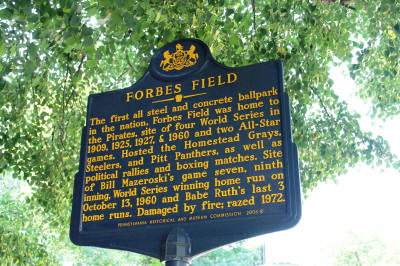 FORBES FIELD
The first all steel and concrete ballpark
in the nation, Forbes Field was home to
the Pirates, site of four World Series in
1909, 1925, 1927, & 1960 and two All-Star
games. Hosted the Homestead Grays,
Steelers, and Pitt Panthers, as well as
political rallies and boxing matches. Site
of Bill Mazeroski's game seven, ninth
inning, World Series winning home run on
October 13, 1960 and Babe Ruth's last 3
home runs. Damaged by fire; razed 1972.
PENNSYLVANIA HISTORICAL AND MUSEUM COMMISSION 2006 ©